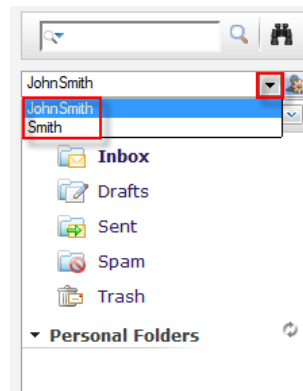 JohnSmith
JohnSmith
Smith
Inbox
Drafts
Sent
Spam
Trash
Personal Folders